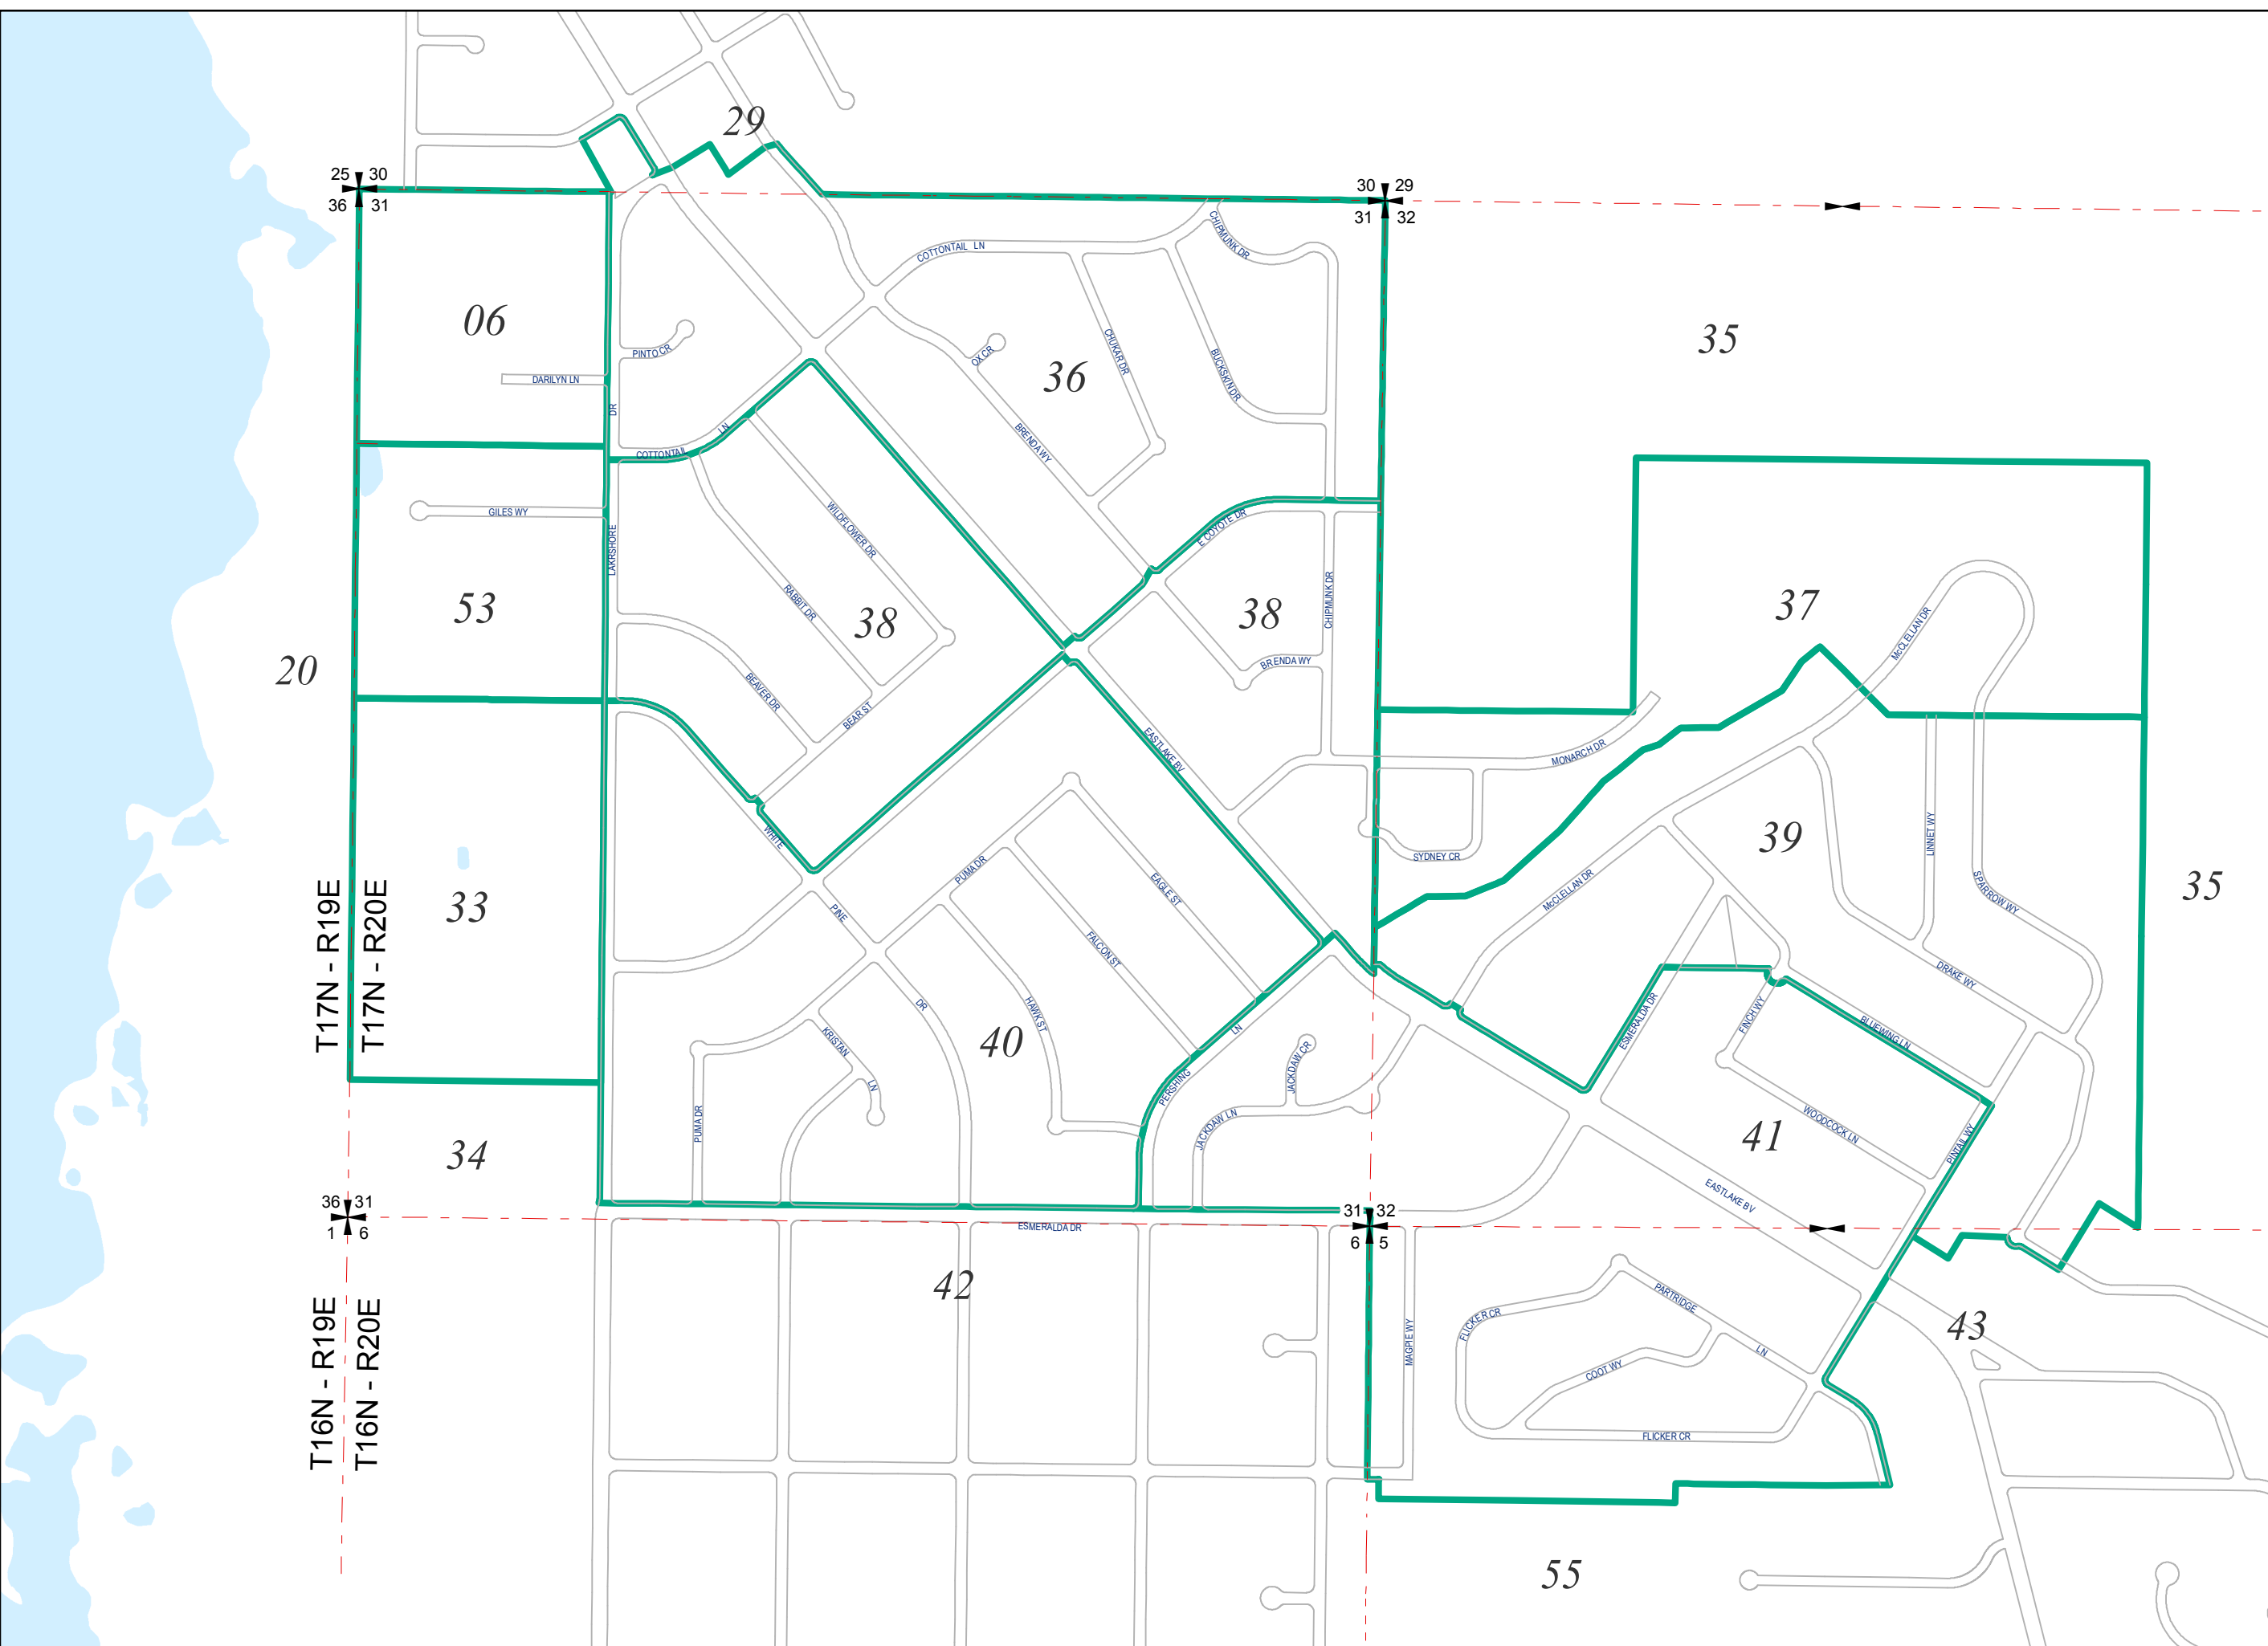 29
25 30
36 31
30 29
31 32
CHIPMUNK DR
COTTONTAIL LN
06
35
PINTO CR
OX CR
CHUKAR DR
BUCKSKIN DR
36
DARILYN LN
DR
LN
COTTONTAIL
BRENDA WY
GILES WY
WILDFLOWER DR
E COYOTE DR
LAKRSHORE
53
RABBIT DR
38
38
CHIPMUNK DR
37
McCLELLAN DR
20
BRENDA WY
BEAVER DR
BEAR ST
EASTLAKE BV
MONARCH DR
WHITE
39
LINNET WY
SYDNEY CR
PUMA DR
EAGLE ST
McCLELLAN DR
SPARROW WY
35
33
PINE
FALCON ST
T17N - R19E
T17N - R20E
DRAKE WY
DR
HAWK ST
ESMERALDA DR
FINCH WY
BLUEWING LN
40
LN
KRISTAN
LN
JACKDAW CR
PERSHING
PUMA DR
JACKDAW LN
41
WOODCOCK LN
PINTAIL WY
34
EASTLAKE BV
36 31
1 6
31 32
6 5
ESMERALDA DR
42
PARTRIDGE
LN
FLICKER CR
MAGPIE WY
43
COOT WY
T16N - R19E
T16N - R20E
FLICKER CR
55